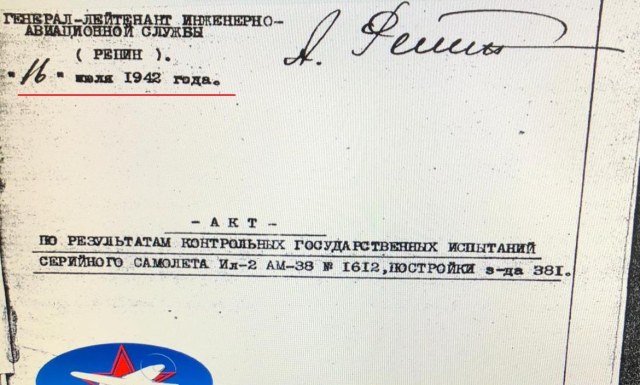 ГЕНЕРАЛ-ЛЕЙТЕНАНТ ИНЖЕНЕРНО-
АВИАЦИОННОЙ СЛУЖБЫ
А. Репин
( РЕПИН ).
"16" июля 1942 года.
- А К Т -
ПО РЕЗУЛЬТАТАМ КОНТРОЛЬНЫХ ГОСУДАРСТВЕННЫХ ИСПЫТАНИЙ
СЕРИЙНОГО САМОЛЕТА Ил-2 АМ-38 № 1612,ПОСТРОЙКИ з-да 381.